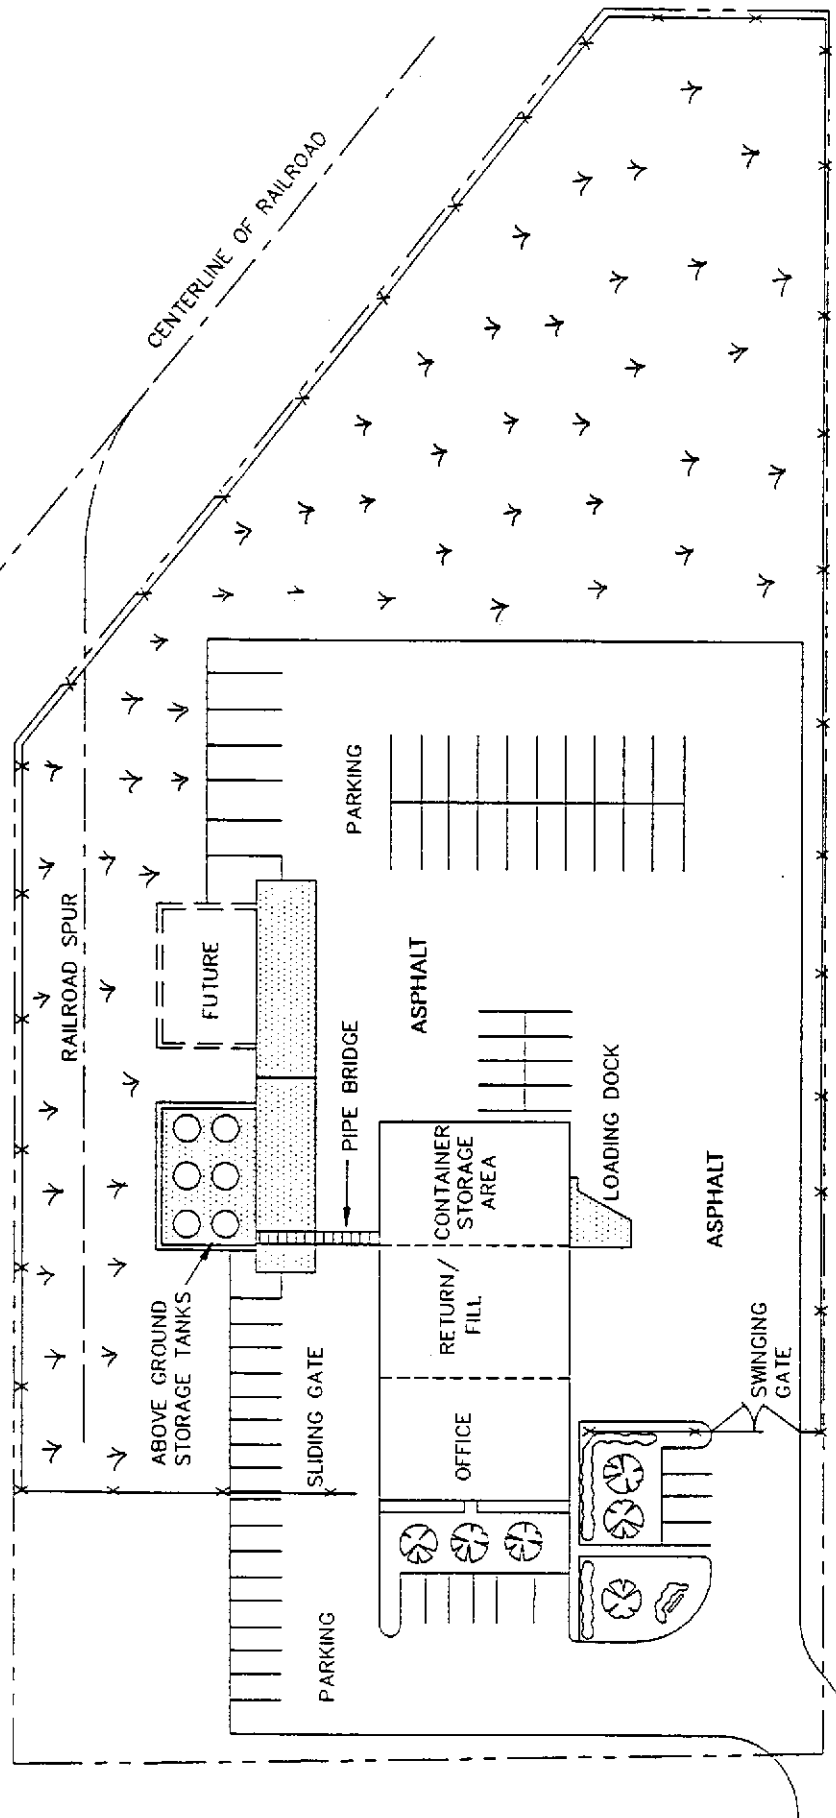 CENTERLINE OF RAILROAD
RAILROAD SPUR
FUTURE
PARKING
ASPHALT
PIPE BRIDGE
ABOVE GROUND
STORAGE TANKS
CONTAINER
STORAGE
AREA
RETURN/
FILL
OFFICE
LOADING DOCK
ASPHALT
SLIDING GATE
SWINGING
GATE
PARKING